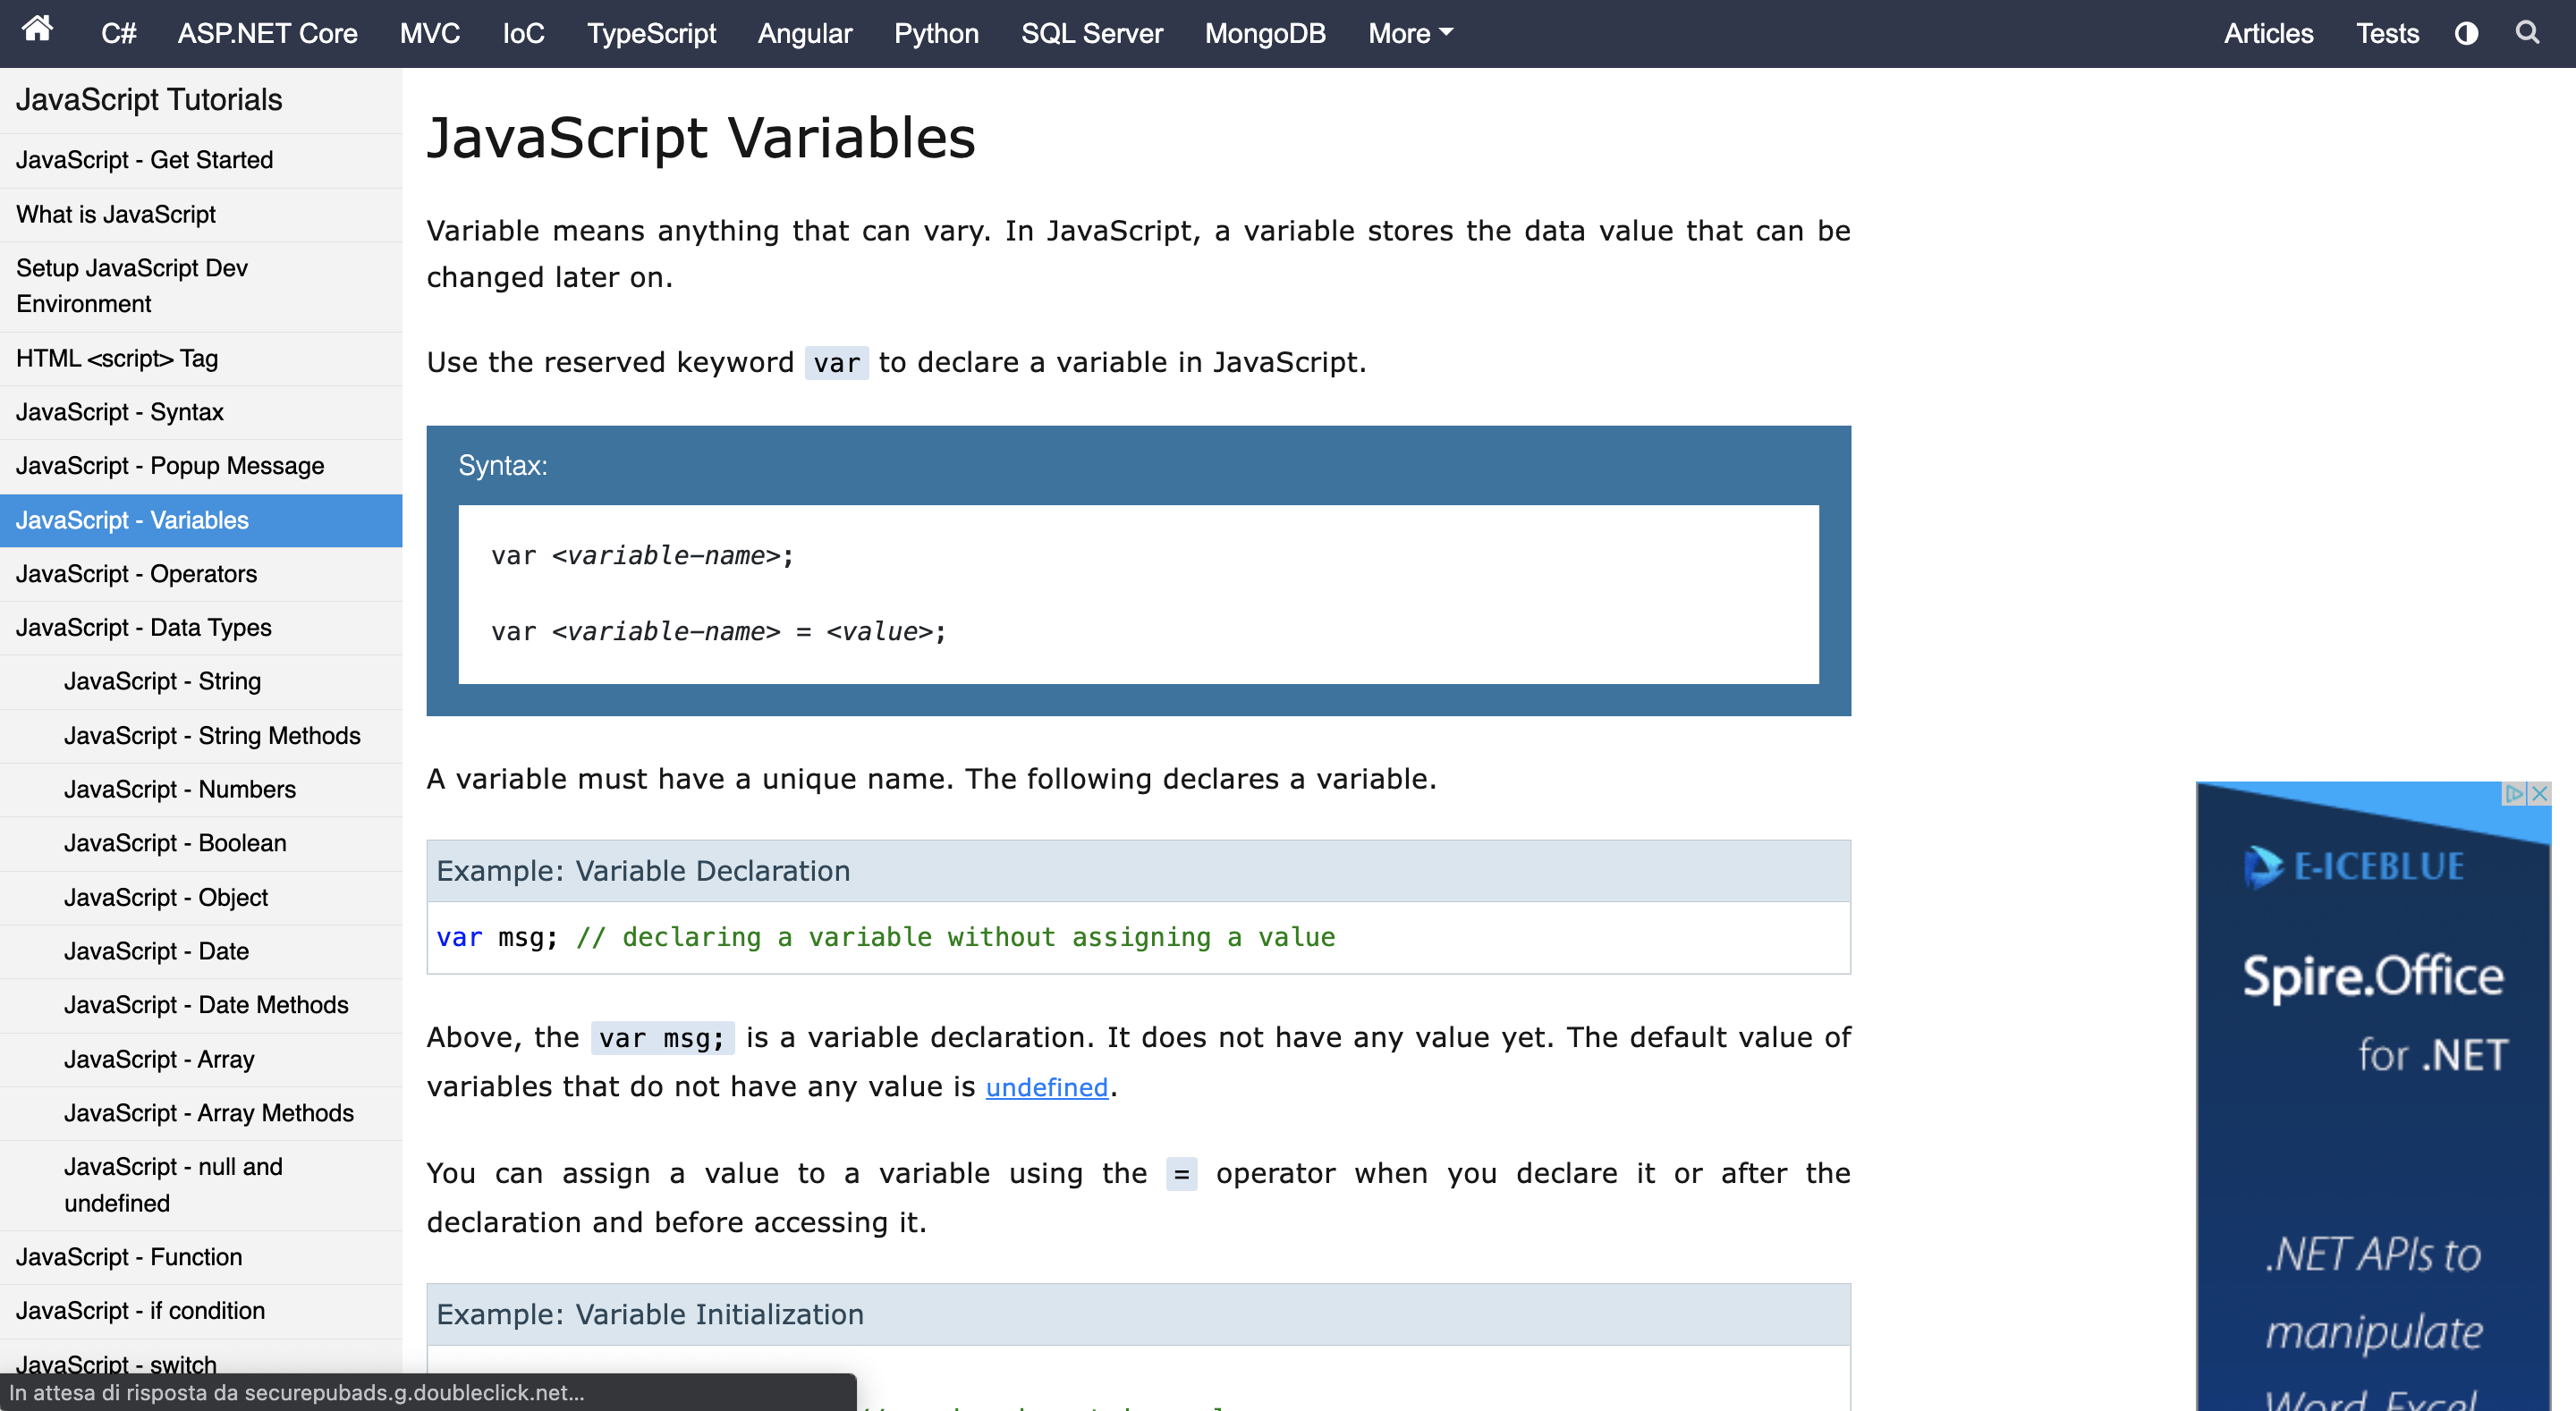 C# ASP.NET Core MVC IoC TypeScript Angular Python SQL Server MongoDB More Articles Tests
JavaScript Tutorials
JavaScript - Get Started
What is JavaScript
Setup JavaScript Dev
Environment
HTML <script> Tag
JavaScript - Syntax
JavaScript - Popup Message
JavaScript - Variables
JavaScript - Operators
JavaScript - Data Types
JavaScript - String
JavaScript - String Methods
JavaScript - Numbers
JavaScript - Boolean
JavaScript - Object
JavaScript - Date
JavaScript - Date Methods
JavaScript - Array
JavaScript - Array Methods
JavaScript - null and
undefined
JavaScript - Function
JavaScript - if condition
JavaScript - switch
In attesa di risposta da securepubads.g.doubleclick.net...
JavaScript Variables
Variable means anything that can vary. In JavaScript, a variable stores the data value that can be
changed later on.
Use the reserved keyword var to declare a variable in JavaScript.
Syntax:
var <variable-name>;
var <variable-name> = <value>;
A variable must have a unique name. The following declares a variable.
Example: Variable Declaration
var msg; // declaring a variable without assigning a value
Above, the var msg; is a variable declaration. It does not have any value yet. The default value of
variables that do not have any value is undefined.
You can assign a value to a variable using the = operator when you declare it or after the
declaration and before accessing it.
Example: Variable Initialization
E-ICEBLUE
Spire.Office
for .NET
.NET APIs to
manipulate
Word, Excel